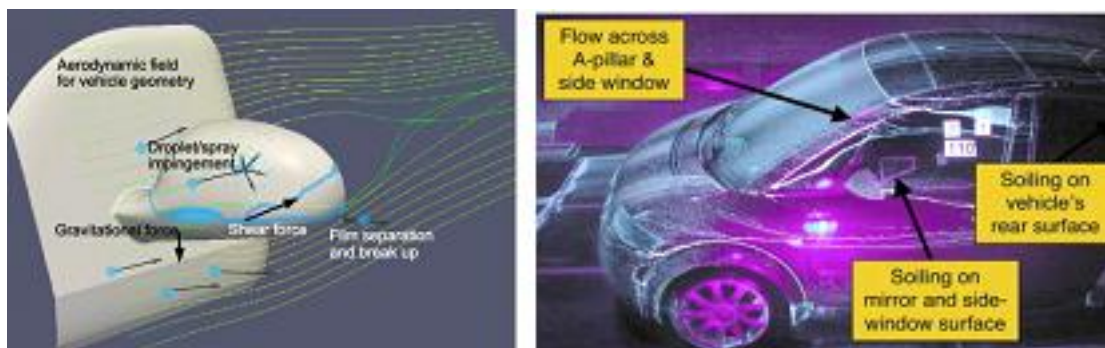 Aerodynamic field
for vehicle geometry
Droplet/spray
impingement
Gravitational force
Shear force
Film separation
and break up
Flow across
A-pillar &
side window
110
Soiling on
vehicle's
rear surface
Soiling on
mirror and side-
window surface